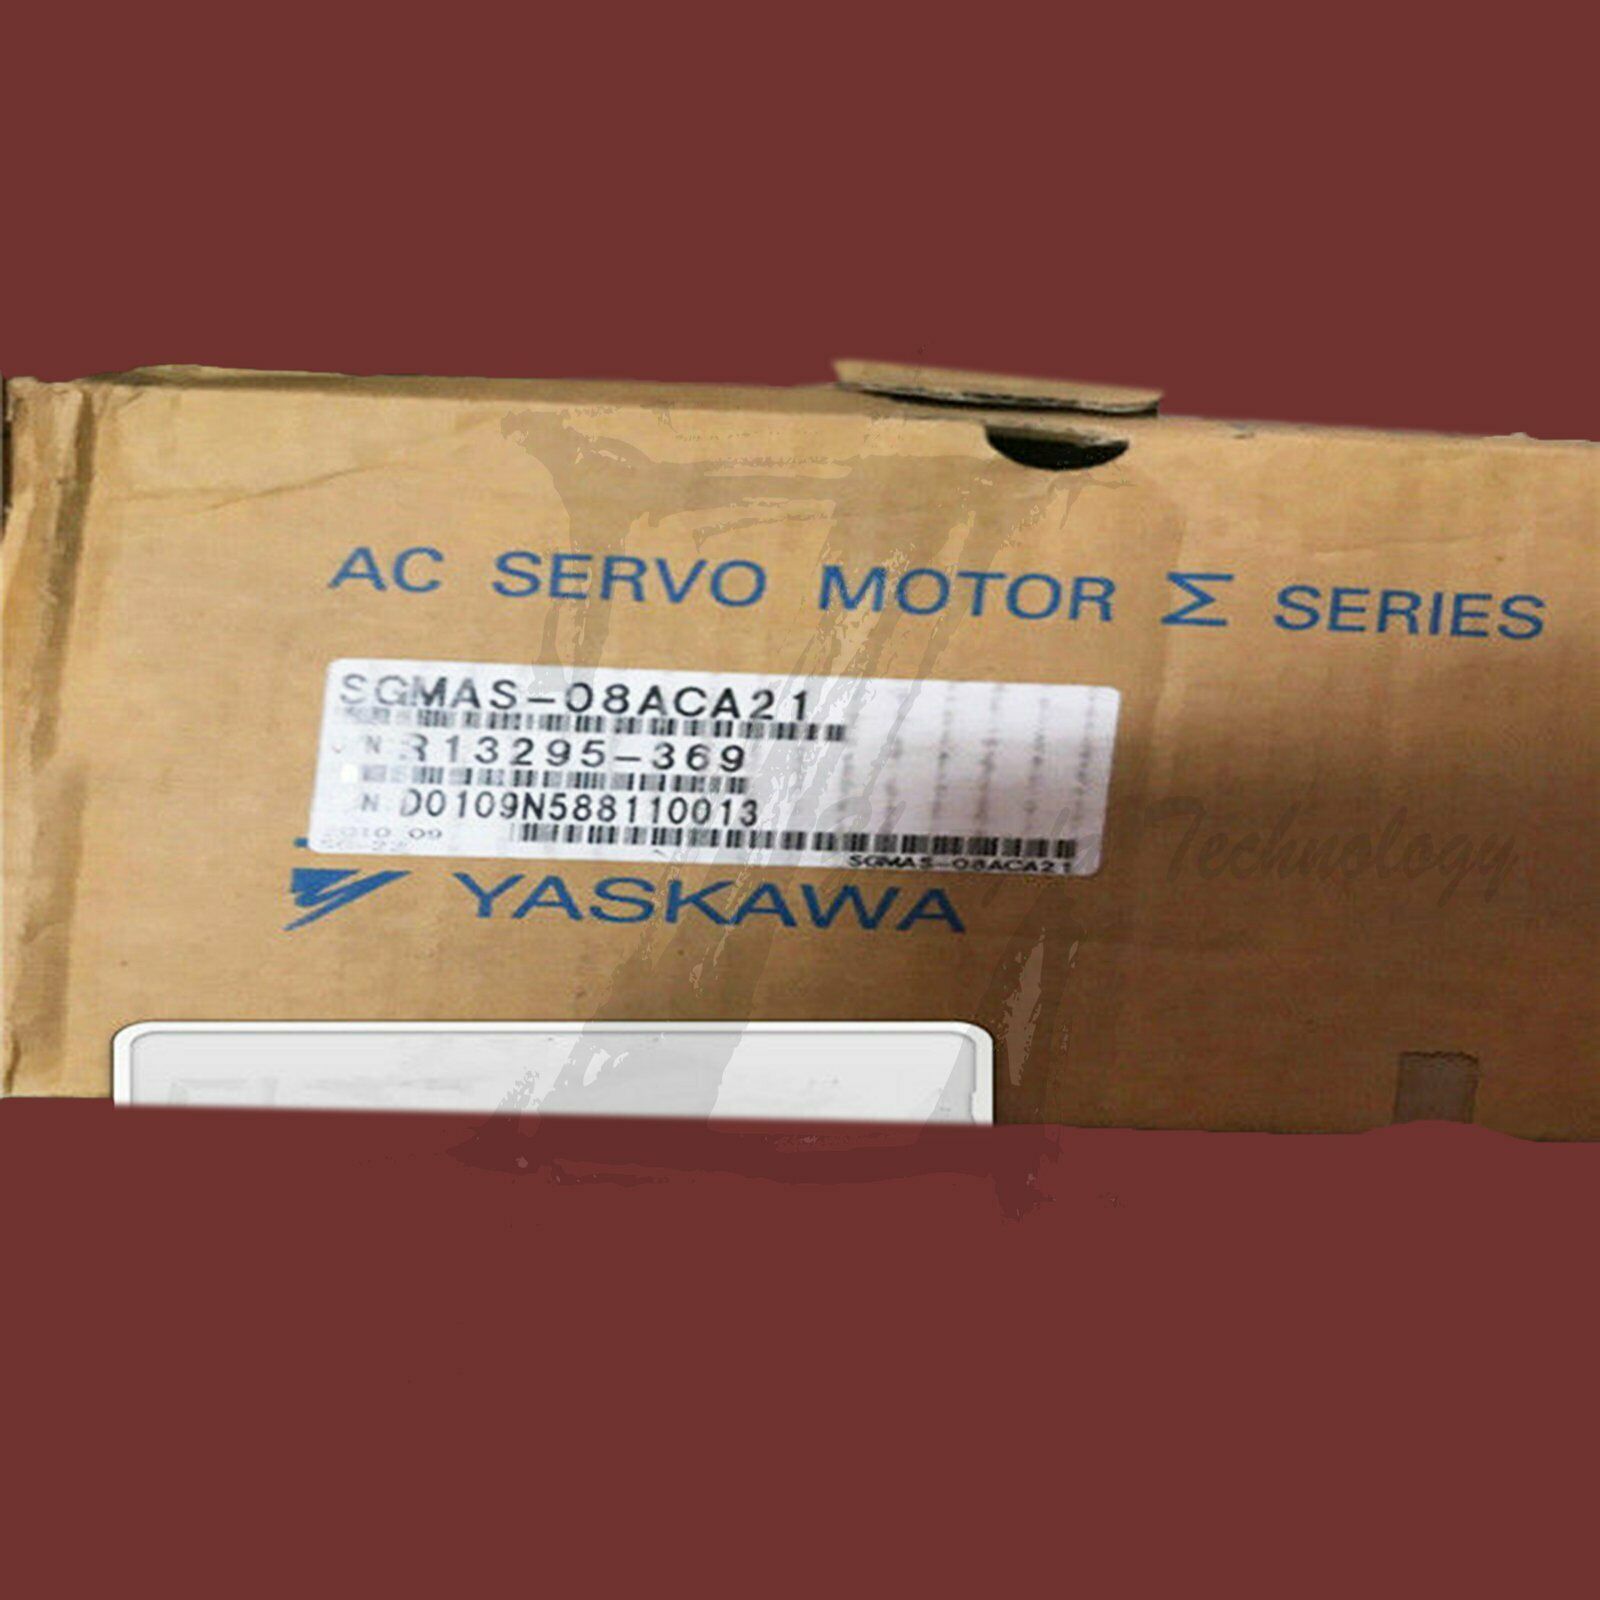 AC SERVO MOTOR Σ SERIES
SGMAS-08ACA21
N R13295-369
N D0109N588110013
2010 09
SGMAS-08ACA21
YASKAWA
Technology